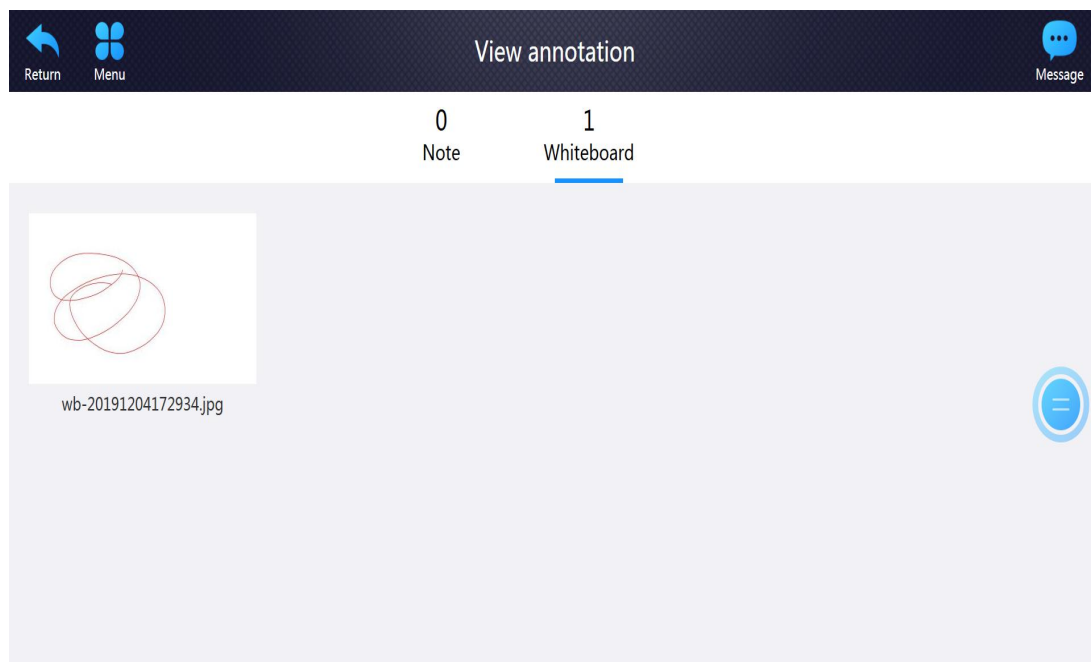 Return
Menu
View annotation
Message
0
Note
1
Whiteboard
wb-20191204172934.jpg